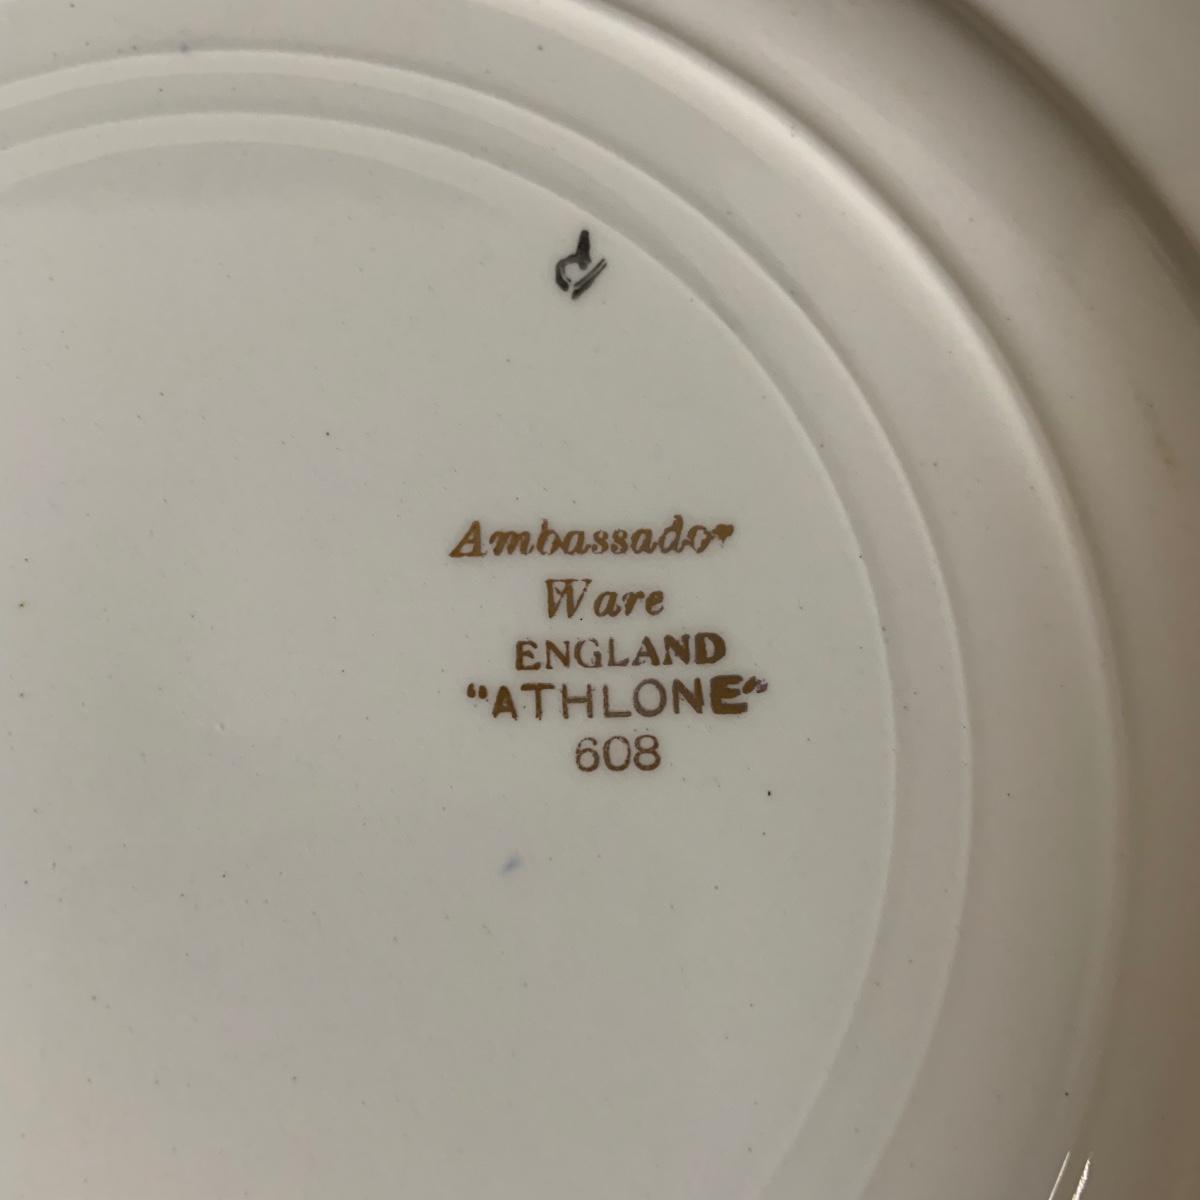 Ambassador
Ware
ENGLAND
"ATHLONE"
608